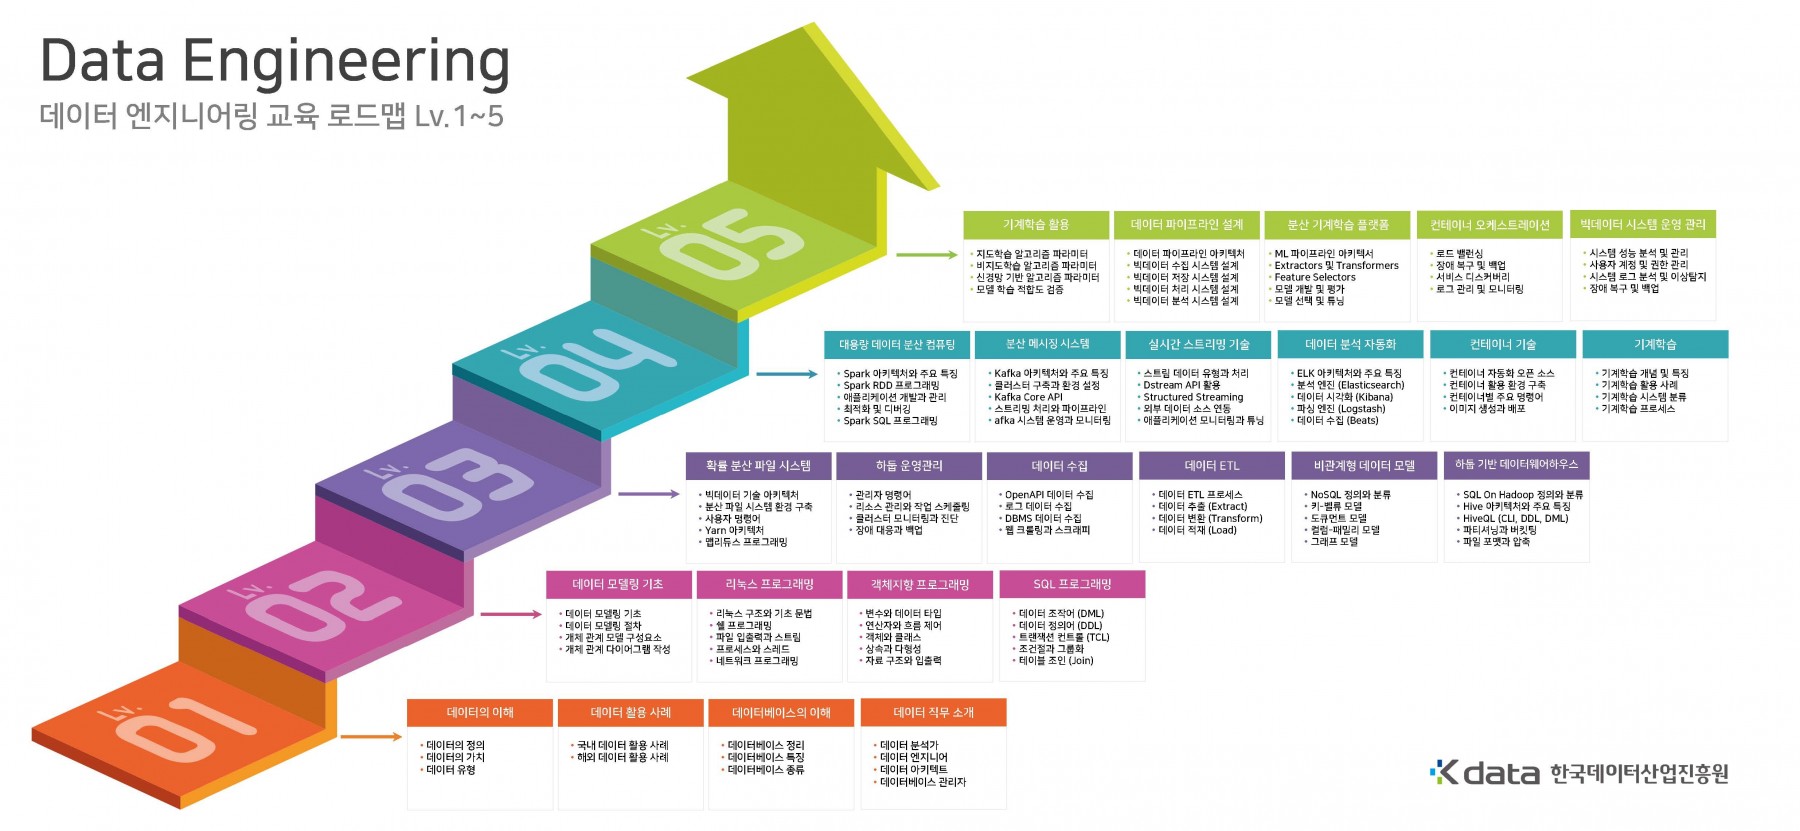 Data Engineering
데이터 엔지니어링 교육 로드맵 Lv.1~5
Lv.
05
기계학습 활용
• 지도학습 알고리즘 파라미터
• 비지도학습 알고리즘 파라미터
• 신경망 기반 알고리즘 파라미터
• 모델 학습 적합도 검증
데이터 파이프라인 설계
• 데이터 파이프라인 아키텍처
• 빅데이터 수집 시스템 설계
• 빅데이터 저장 시스템 설계
• 빅데이터 처리 시스템 설계
• 빅데이터 분석 시스템 설계
분산 기계학습 플랫폼
• ML 파이프라인 아키텍서
• Extractors 및 Transformers
• Feature Selectors
• 모델 개발 및 평가
• 모델 선택 및 튜닝
컨테이너 오케스트레이션
• 로드 밸런싱
• 장애 복구 및 백업
• 서비스 디스커버리
• 로그 관리 및 모니터링
빅데이터 시스템 운영 관리
• 시스템 성능 분석 및 관리
• 사용자 계정 및 권한 관리
• 시스템 로그 분석 및 이상탐지
• 장애 복구 및 백업
Lv.
04
대용량 데이터 분산 컴퓨팅
• Spark 아키텍처와 주요 특징
• Spark RDD 프로그래밍
• 애플리케이션 개발과 관리
• 최적화 및 디버깅
• Spark SQL 프로그래밍
분산 메시징 시스템
• Kafka 아키텍처와 주요 특징
• 클러스터 구축과 환경 설정
• Kafka Core API
• 스트리밍 처리와 파이프라인
• afka 시스템 운영과 모니터링
실시간 스트리밍 기술
• 스트림 데이터 유형과 처리
• Dstream API 활용
• Structured Streaming
• 외부 데이터 소스 연동
• 애플리케이션 모니터링과 튜닝
데이터 분석 자동화
• ELK 아키텍처와 주요 특징
• 분석 엔진 (Elasticsearch)
• 데이터 시각화 (Kibana)
• 파싱 엔진 (Logstash)
• 데이터 수집 (Beats)
컨테이너 기술
• 컨테이너 자동화 오픈 소스
• 컨테이너 활용 환경 구축
• 컨테이너별 주요 명령어
• 이미지 생성과 배포
기계학습
• 기계학습 개념 및 특징
• 기계학습 활용 사례
• 기계학습 시스템 분류
• 기계학습 프로세스
Lv.
03
확률 분산 파일 시스템
• 빅데이터 기술 아키텍처
• 분산 파일 시스템 환경 구축
• 사용자 명령어
• Yarn 아키텍처
• 맵리듀스 프로그래밍
하둡 운영관리
• 관리자 명령어
• 리소스 관리와 작업 스케줄링
• 클러스터 모니터링과 진단
• 장애 대응과 백업
데이터 수집
• OpenAPI 데이터 수집
• 로그 데이터 수집
• DBMS 데이터 수집
• 웹 크롤링과 스크래피
데이터 ETL
• 데이터 ETL 프로세스
• 데이터 추출 (Extract)
• 데이터 변환 (Transform)
• 데이터 적재 (Load)
비관계형 데이터 모델
• NoSQL 정의와 분류
• 키-밸류 모델
• 도큐먼트 모델
• 컬럼-패밀리 모델
• 그래프 모델
하둡 기반 데이터웨어하우스
• SQL On Hadoop 정의와 분류
• Hive 아키텍처와 주요 특징
• HiveQL (CLI, DDL, DML)
• 파티셔닝과 버킷팅
• 파일 포맷과 압축
Lv.
02
데이터 모델링 기초
• 데이터 모델링 기초
• 데이터 모델링 절차
• 개체 관계 모델 구성요소
• 개체 관계 다이어그램 작성
리눅스 프로그래밍
• 리눅스 구조와 기초 문법
• 쉘 프로그래밍
• 파일 입출력과 스트림
• 프로세스와 스레드
• 네트워크 프로그래밍
객체지향 프로그래밍
• 변수와 데이터 타입
• 연산자와 흐름 제어
• 객체와 클래스
• 상속과 다형성
• 자료 구조와 입출력
SQL 프로그래밍
• 데이터 조작어 (DML)
• 데이터 정의어 (DDL)
• 트랜잭션 컨트롤 (TCL)
• 조건절과 그룹화
• 테이블 조인 (Join)
Lv.
01
데이터의 이해
• 데이터의 정의
• 데이터의 가치
• 데이터 유형
데이터 활용 사례
• 국내 데이터 활용 사례
• 해외 데이터 활용 사례
데이터베이스의 이해
• 데이터베이스 정리
• 데이터베이스 특징
• 데이터베이스 종류
데이터 직무 소개
• 데이터 분석가
• 데이터 엔지니어
• 데이터 아키텍트
• 데이터베이스 관리자
Kdata 한국데이터산업진흥원